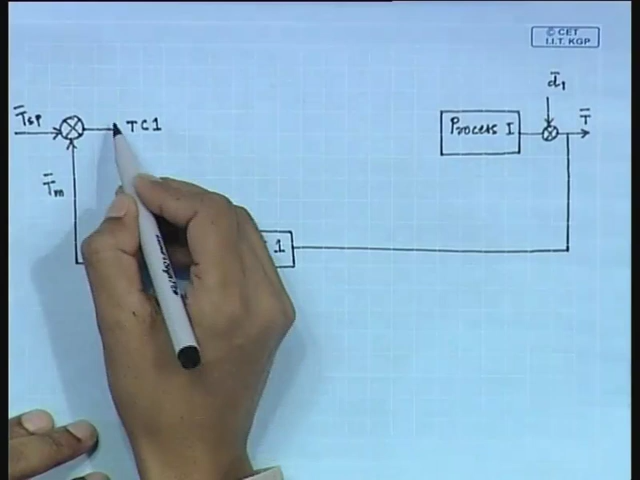 © CET
I.I.T. KGP
d̄₁
T̄sp
TC1
Process I
T̄
T̄m
1